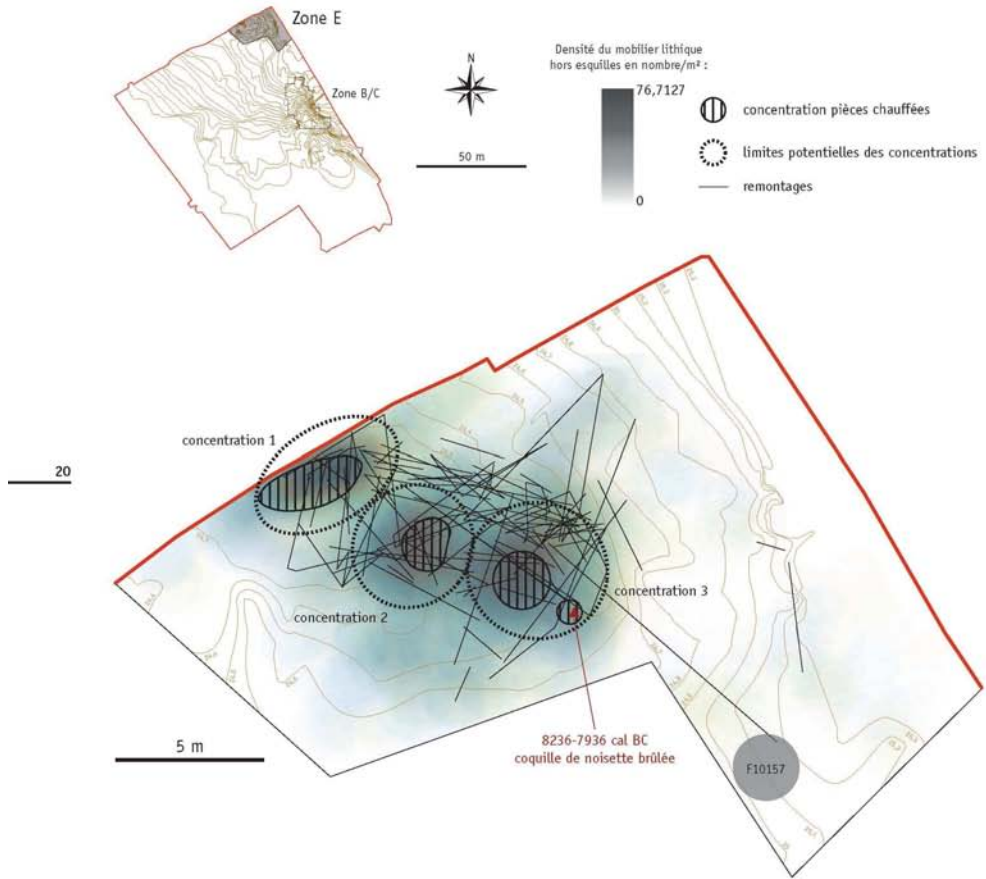 Zone E
Zone B/C
N
50 m
Densité du mobilier lithique
hors esquilles en nombre/m² :
76,7127
0
concentration pièces chauffées
limites potentielles des concentrations
remontages
concentration 1
20
concentration 2
concentration 3
5 m
8236-7936 cal BC
coquille de noisette brûlée
F10157